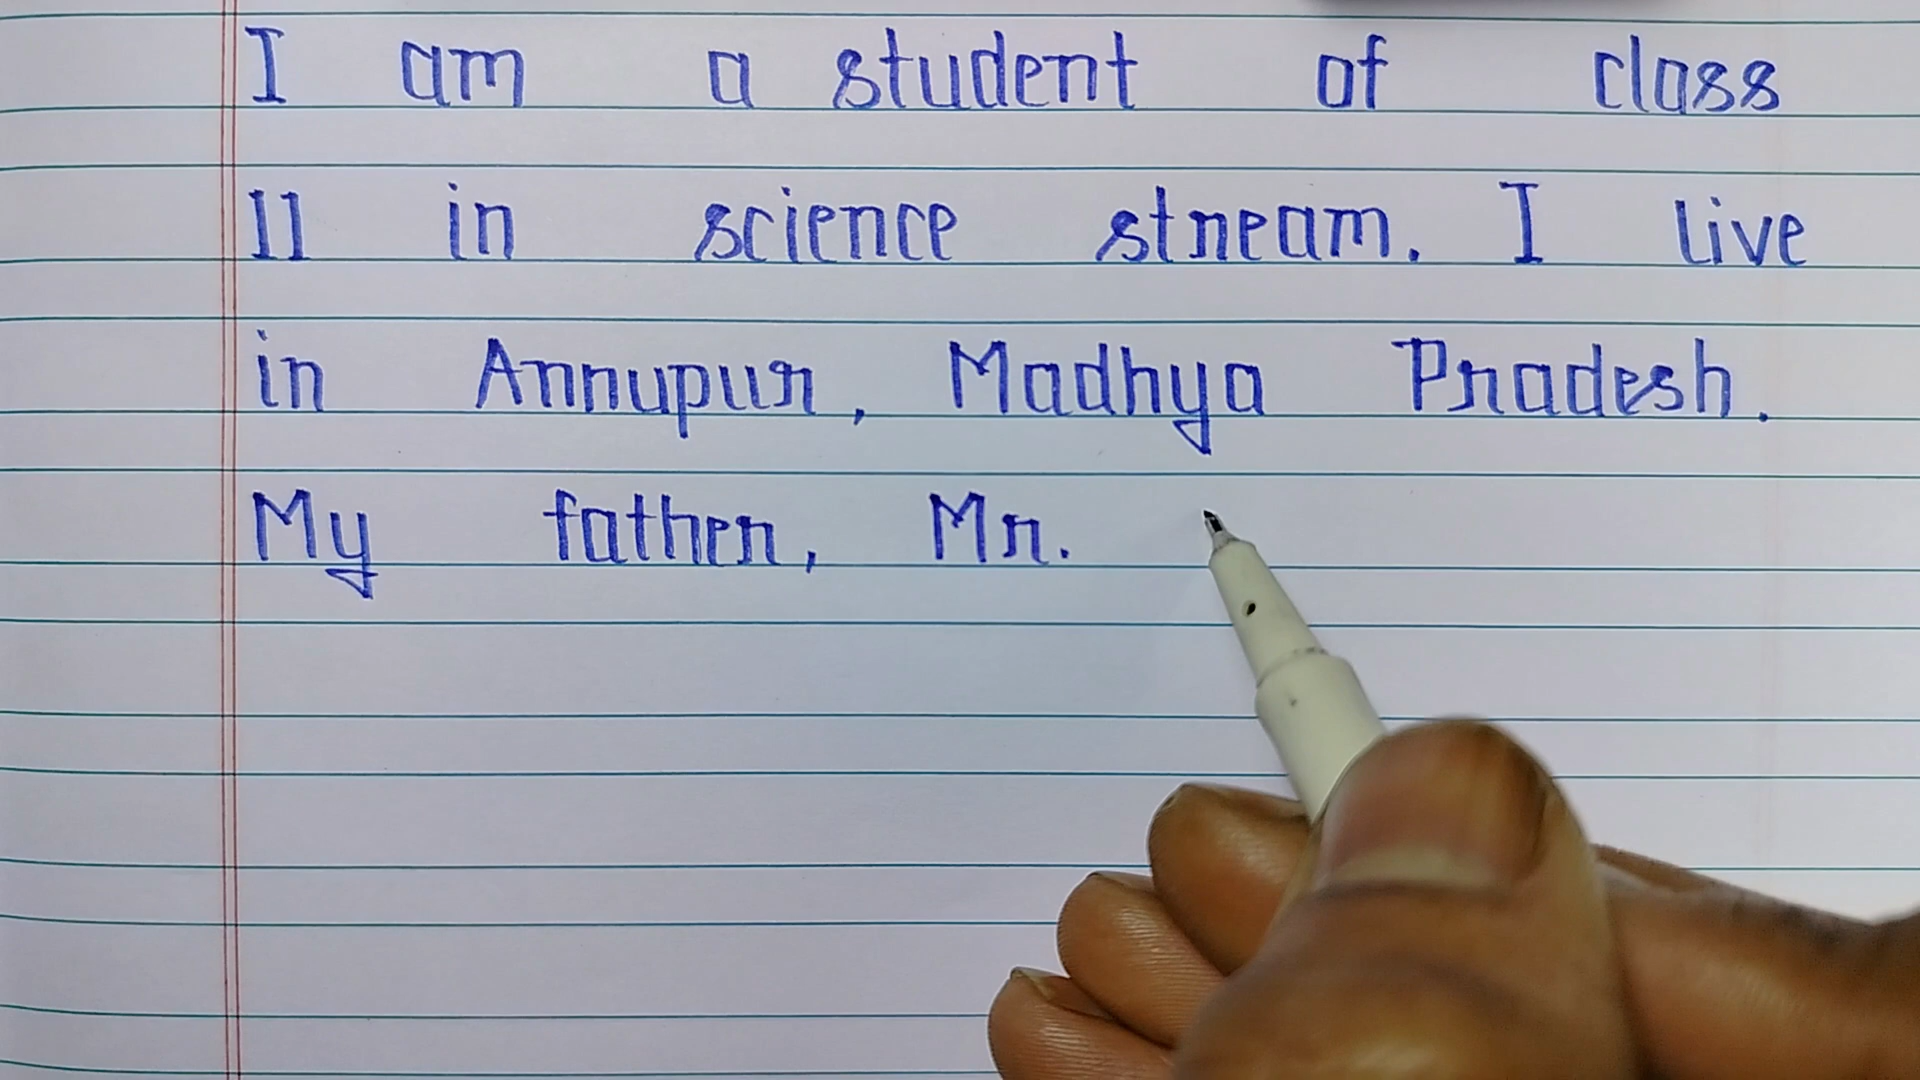 I am a student of class
11 in science stream. I live
in Annupur, Madhya Pradesh.
My father, Mr.